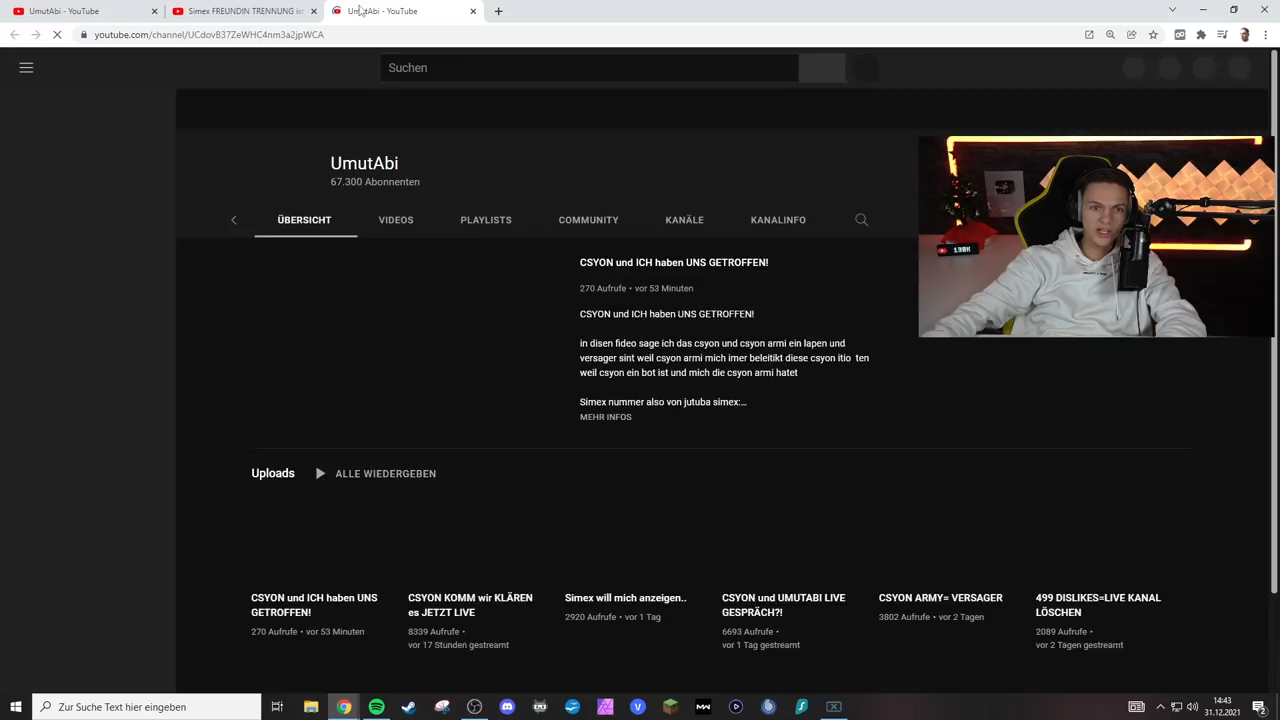 UmutAbi - YouTube
Simex FREUNDIN TRENNUNG ist
UmutAbi - YouTube
youtube.com/channel/UCdovB37ZeWHC4nm3a2jpWCA
Suchen
UmutAbi
67.300 Abonnenten
ÜBERSICHT VIDEOS PLAYLISTS COMMUNITY KANÄLE KANALINFO
CSYON und ICH haben UNS GETROFFEN!
270 Aufrufe • vor 53 Minuten
CSYON und ICH haben UNS GETROFFEN!
in disen fideo sage ich das csyon und csyon armi ein lapen und
versager sint weil csyon armi mich imer beleitikt diese csyon itio ten
weil csyon ein bot ist und mich die csyon armi hatet
Simex nummer also von jutuba simex:...
MEHR INFOS
Uploads ALLE WIEDERGEBEN
CSYON und ICH haben UNS
GETROFFEN!
270 Aufrufe • vor 53 Minuten
CSYON KOMM wir KLÄREN
es JETZT LIVE
8339 Aufrufe •
vor 17 Stunden gestreamt
Simex will mich anzeigen..
2920 Aufrufe • vor 1 Tag
CSYON und UMUTABI LIVE
GESPRÄCH?!
6693 Aufrufe •
vor 1 Tag gestreamt
CSYON ARMY= VERSAGER
3802 Aufrufe • vor 2 Tagen
499 DISLIKES=LIVE KANAL
LÖSCHEN
2089 Aufrufe •
vor 2 Tagen gestreamt
Zur Suche Text hier eingeben
14:43
31.12.2021